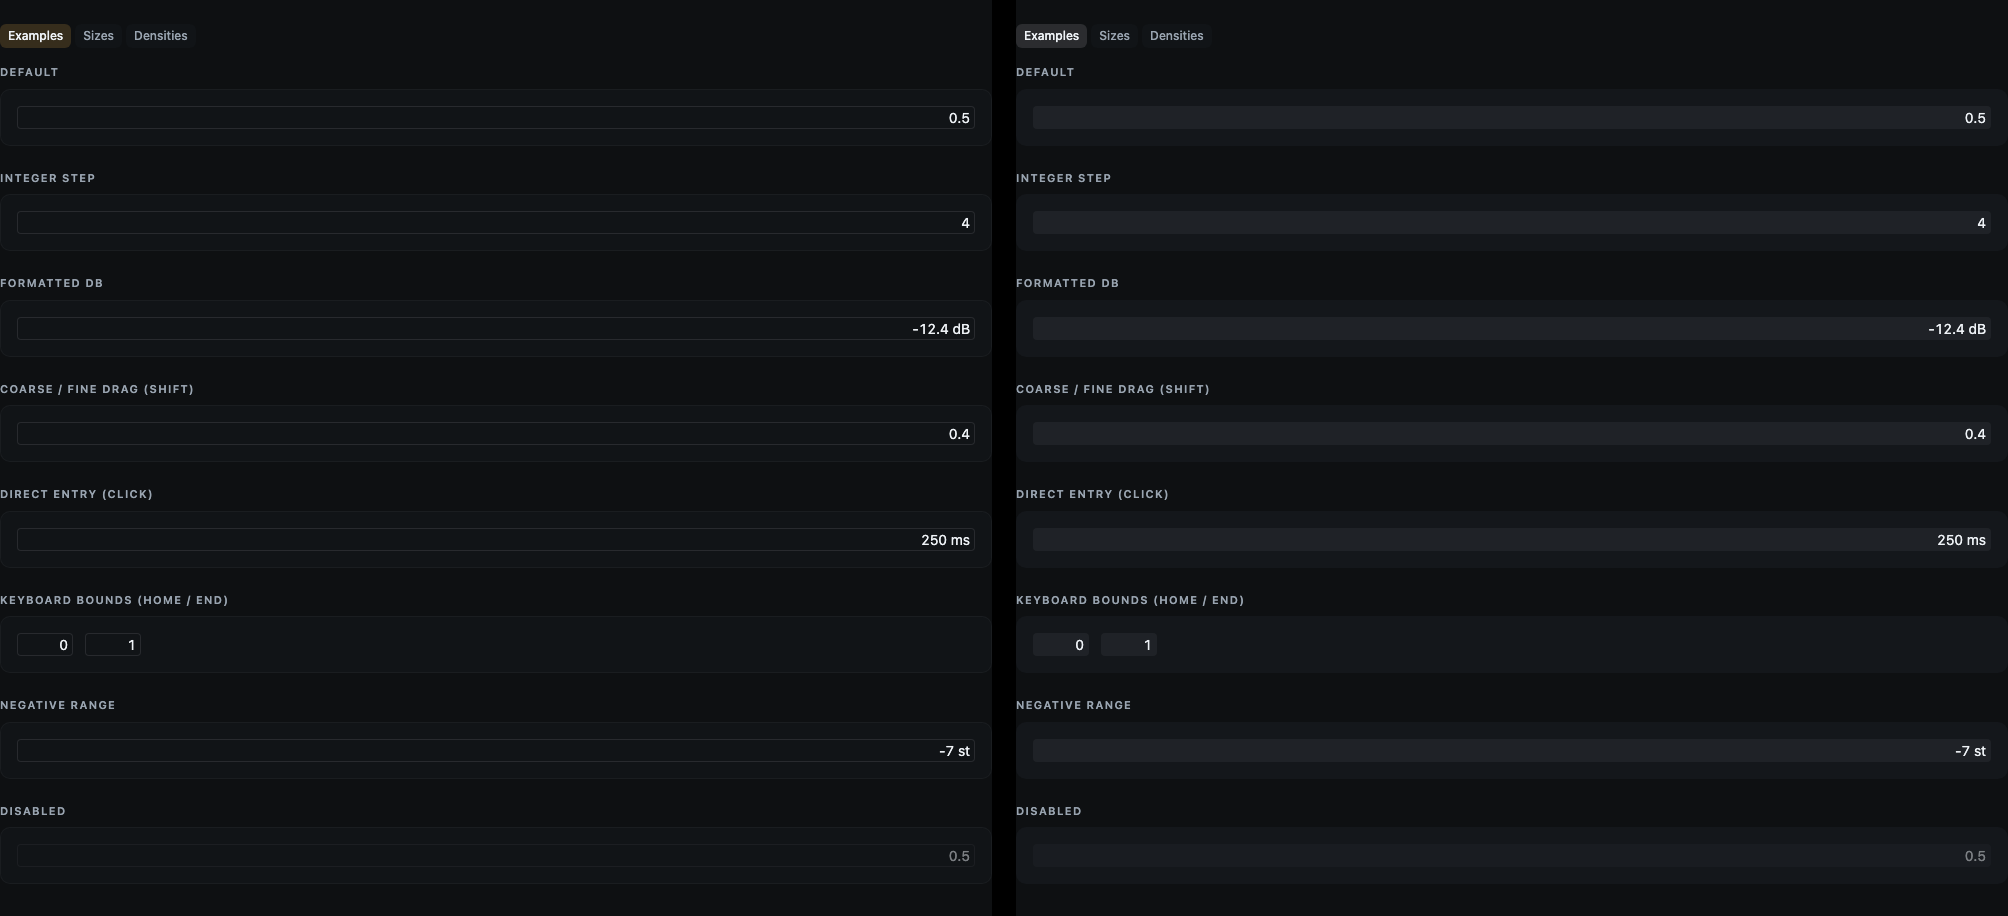 Examples Sizes Densities
DEFAULT
0.5
INTEGER STEP
4
FORMATTED DB
-12.4 dB
COARSE / FINE DRAG (SHIFT)
0.4
DIRECT ENTRY (CLICK)
250 ms
KEYBOARD BOUNDS (HOME / END)
0 1
NEGATIVE RANGE
-7 st
DISABLED
0.5
Examples Sizes Densities
DEFAULT
0.5
INTEGER STEP
4
FORMATTED DB
-12.4 dB
COARSE / FINE DRAG (SHIFT)
0.4
DIRECT ENTRY (CLICK)
250 ms
KEYBOARD BOUNDS (HOME / END)
0 1
NEGATIVE RANGE
-7 st
DISABLED
0.5